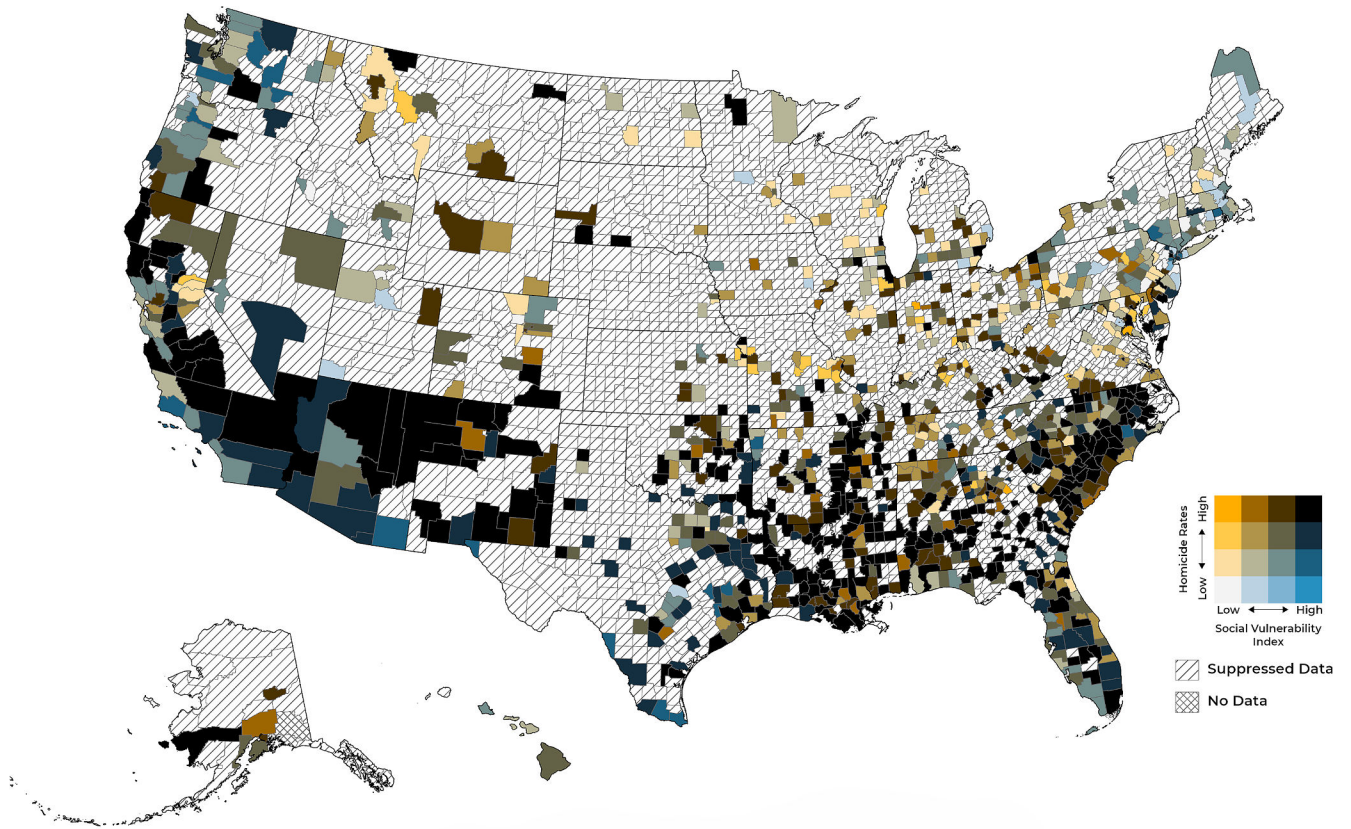 Homicide Rates
High
Low
Low
High
Social Vulnerability
Index
Suppressed Data
No Data